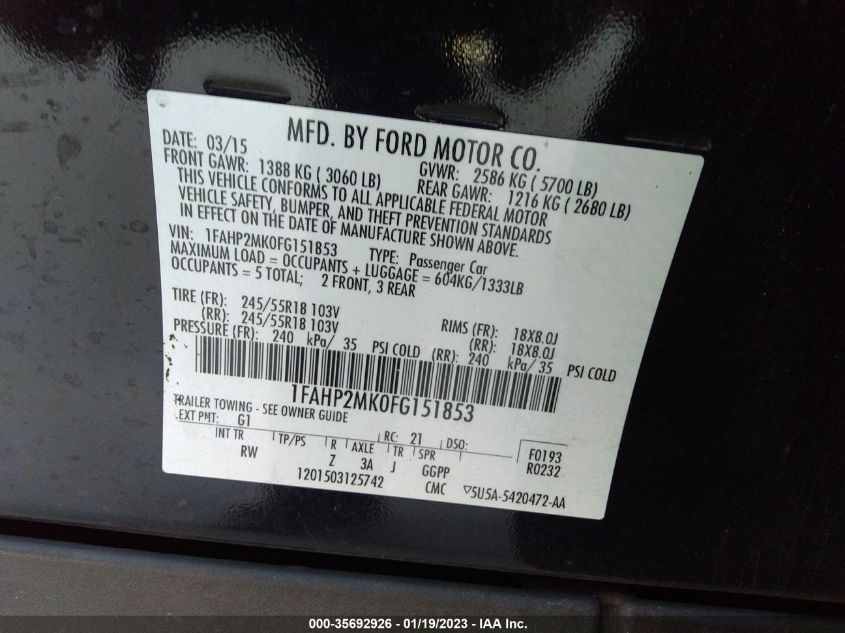 MFD. BY FORD MOTOR CO.
DATE: 03/15 GVWR: 2586 KG ( 5700 LB)
FRONT GAWR: 1388 KG ( 3060 LB) REAR GAWR: 1216 KG ( 2680 LB)
THIS VEHICLE CONFORMS TO ALL APPLICABLE FEDERAL MOTOR
VEHICLE SAFETY, BUMPER, AND THEFT PREVENTION STANDARDS
IN EFFECT ON THE DATE OF MANUFACTURE SHOWN ABOVE.
VIN: 1FAHP2MK0FG151853 TYPE: Passenger Car
MAXIMUM LOAD = OCCUPANTS + LUGGAGE = 604KG/1333LB
OCCUPANTS = 5 TOTAL; 2 FRONT, 3 REAR
TIRE (FR): 245/55R18 103V RIMS (FR): 18X8.0J
(RR): 245/55R18 103V (RR): 18X8.0J
PRESSURE (FR): 240 kPa/ 35 PSI COLD (RR): 240 kPa/ 35 PSI COLD
1FAHP2MK0FG151853
TRAILER TOWING - SEE OWNER GUIDE
EXT PNT: G1 RC: 21 DSO: F0193
INT TR TP/PS R AXLE TR SPR R0232
RW Z 3A J GGPP
1201503125742 CMC ▽5U5A-5420472-AA
000-35692926 - 01/19/2023 - IAA Inc.